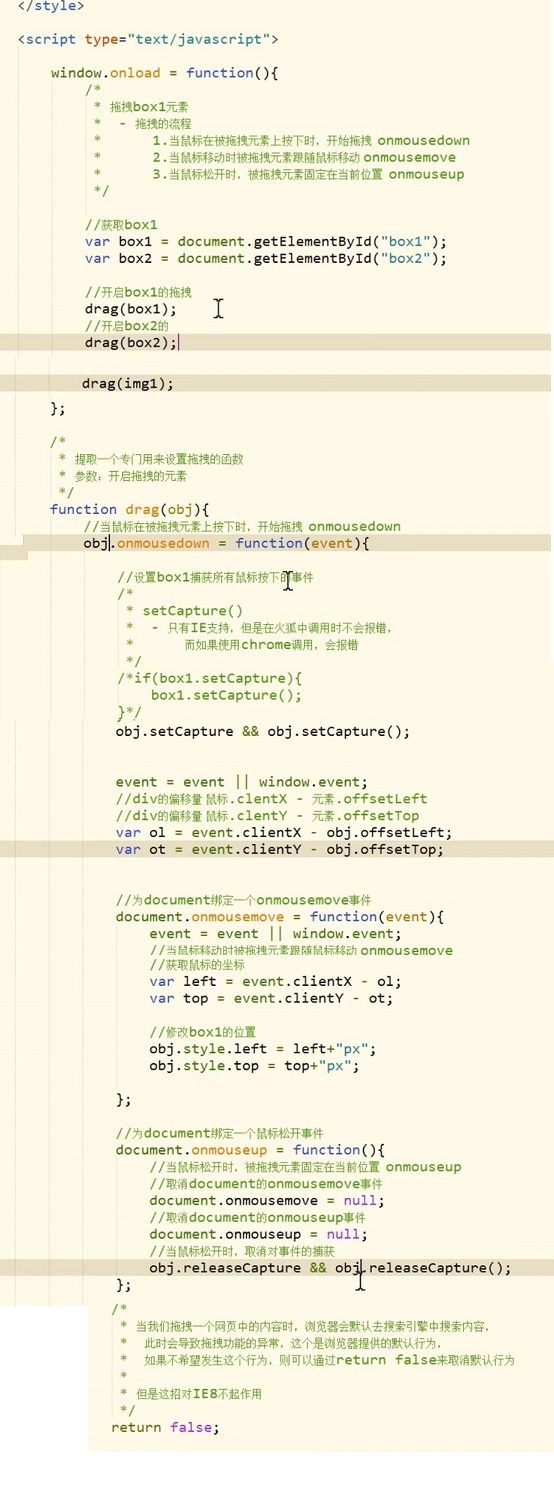 </style>
<script type="text/javascript">
window.onload = function(){
/*
* 拖拽box1元素
* - 拖拽的流程
* 1.当鼠标在被拖拽元素上按下时，开始拖拽 onmousedown
* 2.当鼠标移动时被拖拽元素跟随鼠标移动 onmousemove
* 3.当鼠标松开时，被拖拽元素固定在当前位置 onmouseup
*/
//获取box1
var box1 = document.getElementById("box1");
var box2 = document.getElementById("box2");
//开启box1的拖拽
drag(box1);
//开启box2的
drag(box2);
drag(img1);
};
/*
* 提取一个专门用来设置拖拽的函数
* 参数：开启拖拽的元素
*/
function drag(obj){
//当鼠标在被拖拽元素上按下时，开始拖拽 onmousedown
obj.onmousedown = function(event){
//设置box1捕获所有鼠标按下的事件
/*
* setCapture()
* - 只有IE支持，但是在火狐中调用时不会报错，
* 而如果使用chrome调用，会报错
*/
/*if(box1.setCapture){
box1.setCapture();
}*/
obj.setCapture && obj.setCapture();
event = event || window.event;
//div的偏移量 鼠标.clentX - 元素.offsetLeft
//div的偏移量 鼠标.clentY - 元素.offsetTop
var ol = event.clientX - obj.offsetLeft;
var ot = event.clientY - obj.offsetTop;
//为document绑定一个onmousemove事件
document.onmousemove = function(event){
event = event || window.event;
//当鼠标移动时被拖拽元素跟随鼠标移动 onmousemove
//获取鼠标的坐标
var left = event.clientX - ol;
var top = event.clientY - ot;
//修改box1的位置
obj.style.left = left+"px";
obj.style.top = top+"px";
};
//为document绑定一个鼠标松开事件
document.onmouseup = function(){
//当鼠标松开时，被拖拽元素固定在当前位置 onmouseup
//取消document的onmousemove事件
document.onmousemove = null;
//取消document的onmouseup事件
document.onmouseup = null;
//当鼠标松开时，取消对事件的捕获
obj.releaseCapture && obj.releaseCapture();
};
/*
* 当我们拖拽一个网页中的内容时，浏览器会默认去搜索引擎中搜索内容，
* 此时会导致拖拽功能的异常，这个是浏览器提供的默认行为，
* 如果不希望发生这个行为，则可以通过return false来取消默认行为
*
* 但是这招对IE8不起作用
*/
return false;